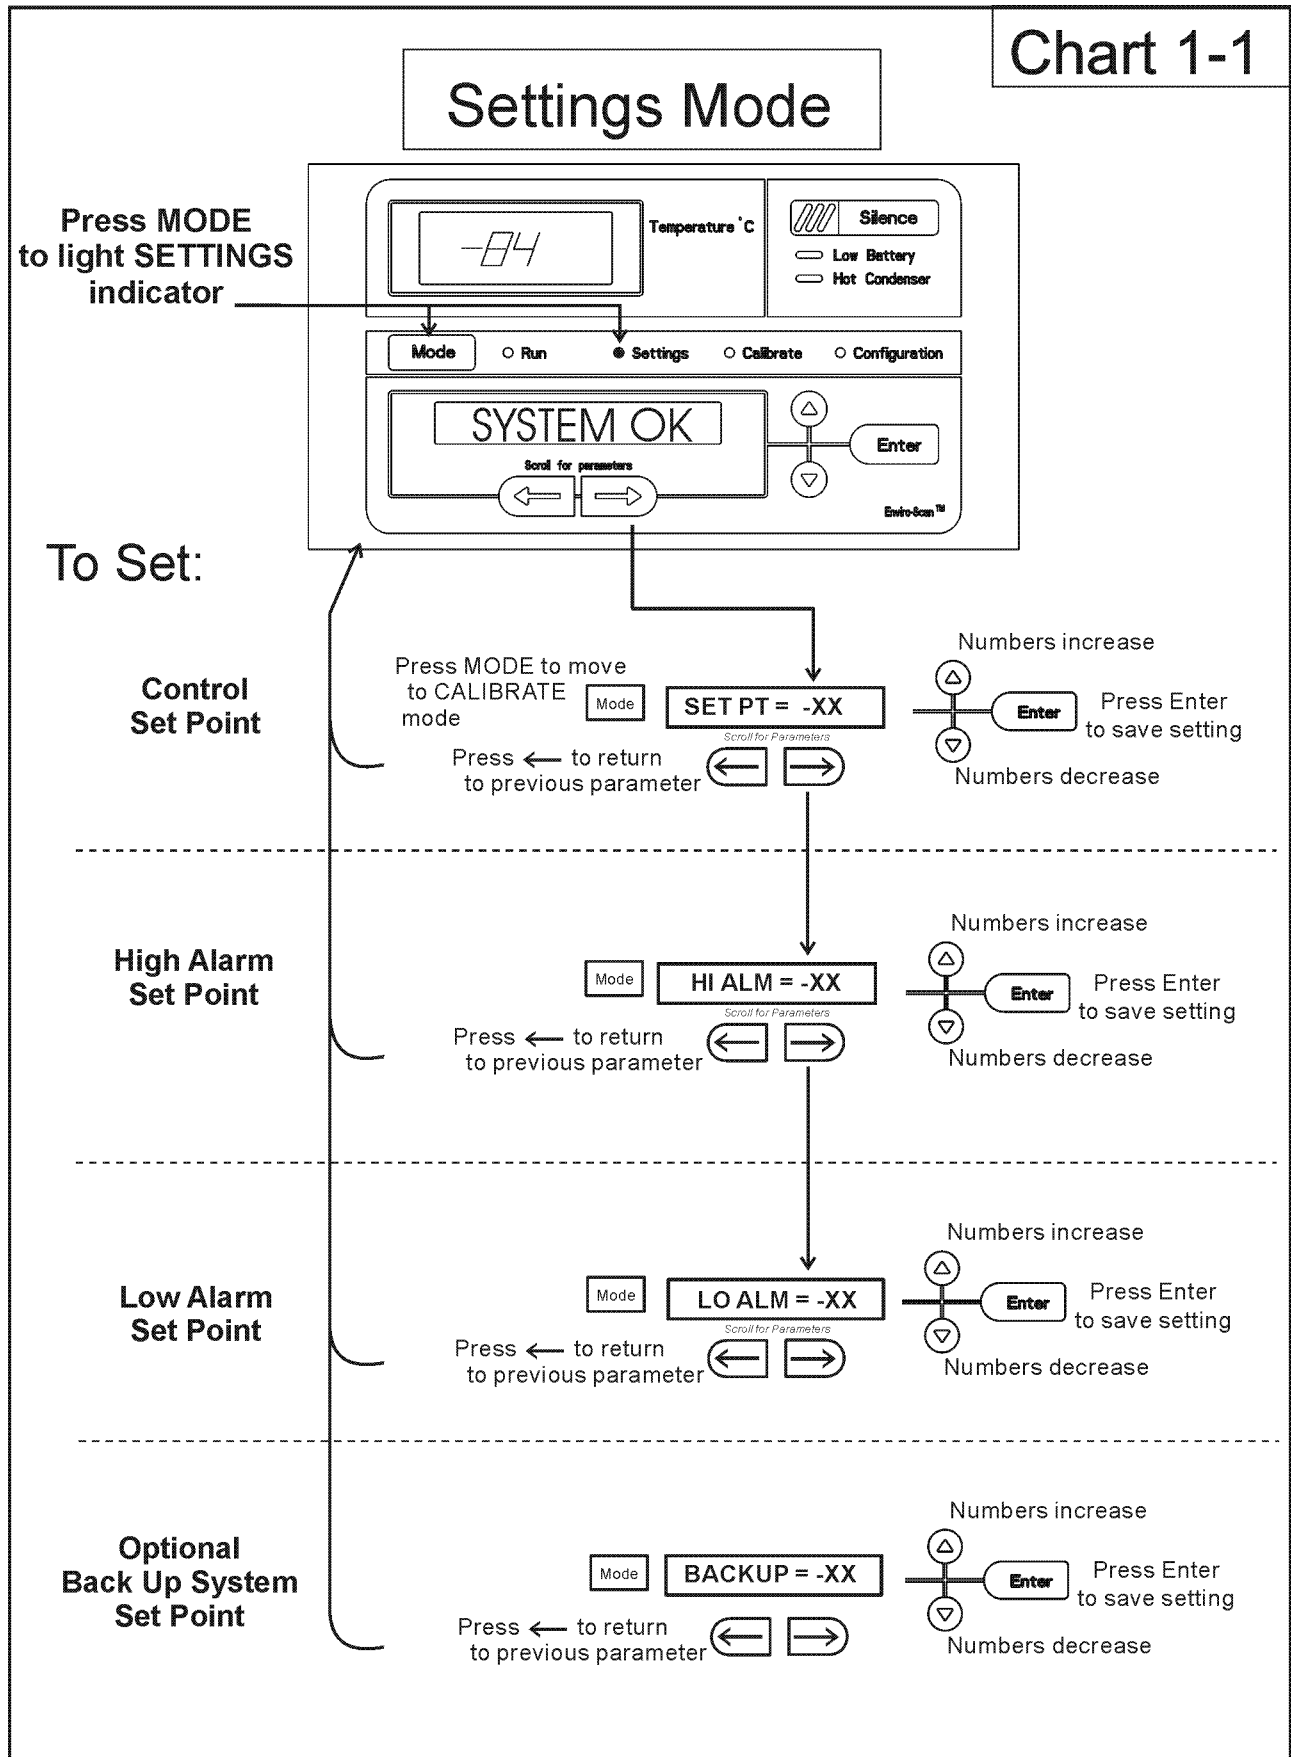 Chart 1-1
Settings Mode
Press MODE
to light SETTINGS
indicator
-84
Temperature °C
Silence
Low Battery
Hot Condenser
Mode
Run
Settings
Calibrate
Configuration
SYSTEM OK
Scroll for parameters
Enter
Enviro-Scan TM
To Set:
Control
Set Point
Press MODE to move
to CALIBRATE
mode
Mode
SET PT = -XX
Scroll for Parameters
Press ← to return
to previous parameter
Numbers increase
Enter
Press Enter
to save setting
Numbers decrease
High Alarm
Set Point
Mode
HI ALM = -XX
Scroll for Parameters
Press ← to return
to previous parameter
Numbers increase
Enter
Press Enter
to save setting
Numbers decrease
Low Alarm
Set Point
Mode
LO ALM = -XX
Scroll for Parameters
Press ← to return
to previous parameter
Numbers increase
Enter
Press Enter
to save setting
Numbers decrease
Optional
Back Up System
Set Point
Mode
BACKUP = -XX
Press ← to return
to previous parameter
Numbers increase
Enter
Press Enter
to save setting
Numbers decrease